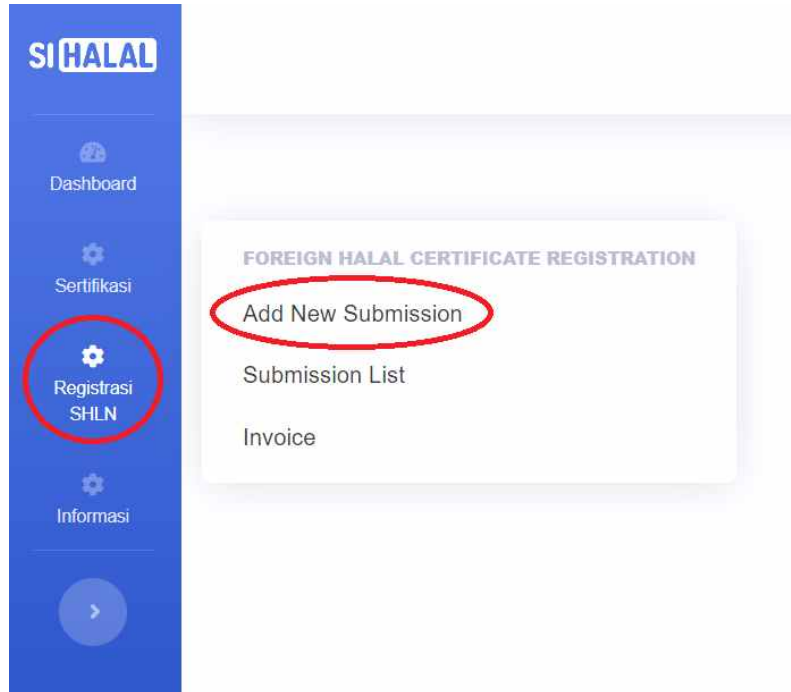 SI HALAL
Dashboard
Sertifikasi
Registrasi
SHLN
Informasi
FOREIGN HALAL CERTIFICATE REGISTRATION
Add New Submission
Submission List
Invoice